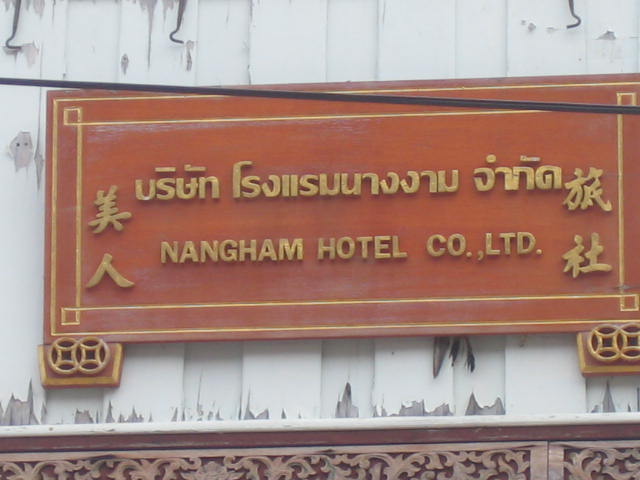 บริษัท โรงแรมนางงาม จำกัด
NANGHAM HOTEL CO.,LTD.
美人
旅社